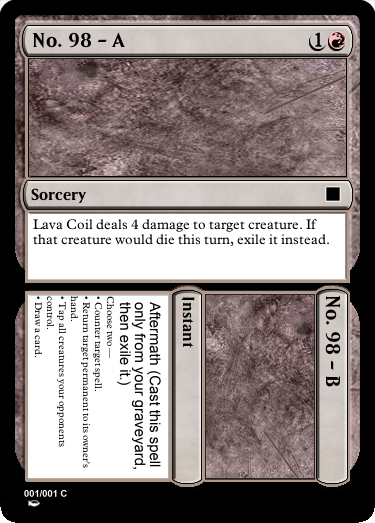 No. 98 – A 1
Sorcery
Lava Coil deals 4 damage to target creature. If
that creature would die this turn, exile it instead.
No. 98 – B
Instant
Aftermath (Cast this spell
only from your graveyard,
then exile it.)
Choose two —
• Counter target spell.
• Return target permanent to its owner's
hand.
• Tap all creatures your opponents
control.
• Draw a card.
001/001 C